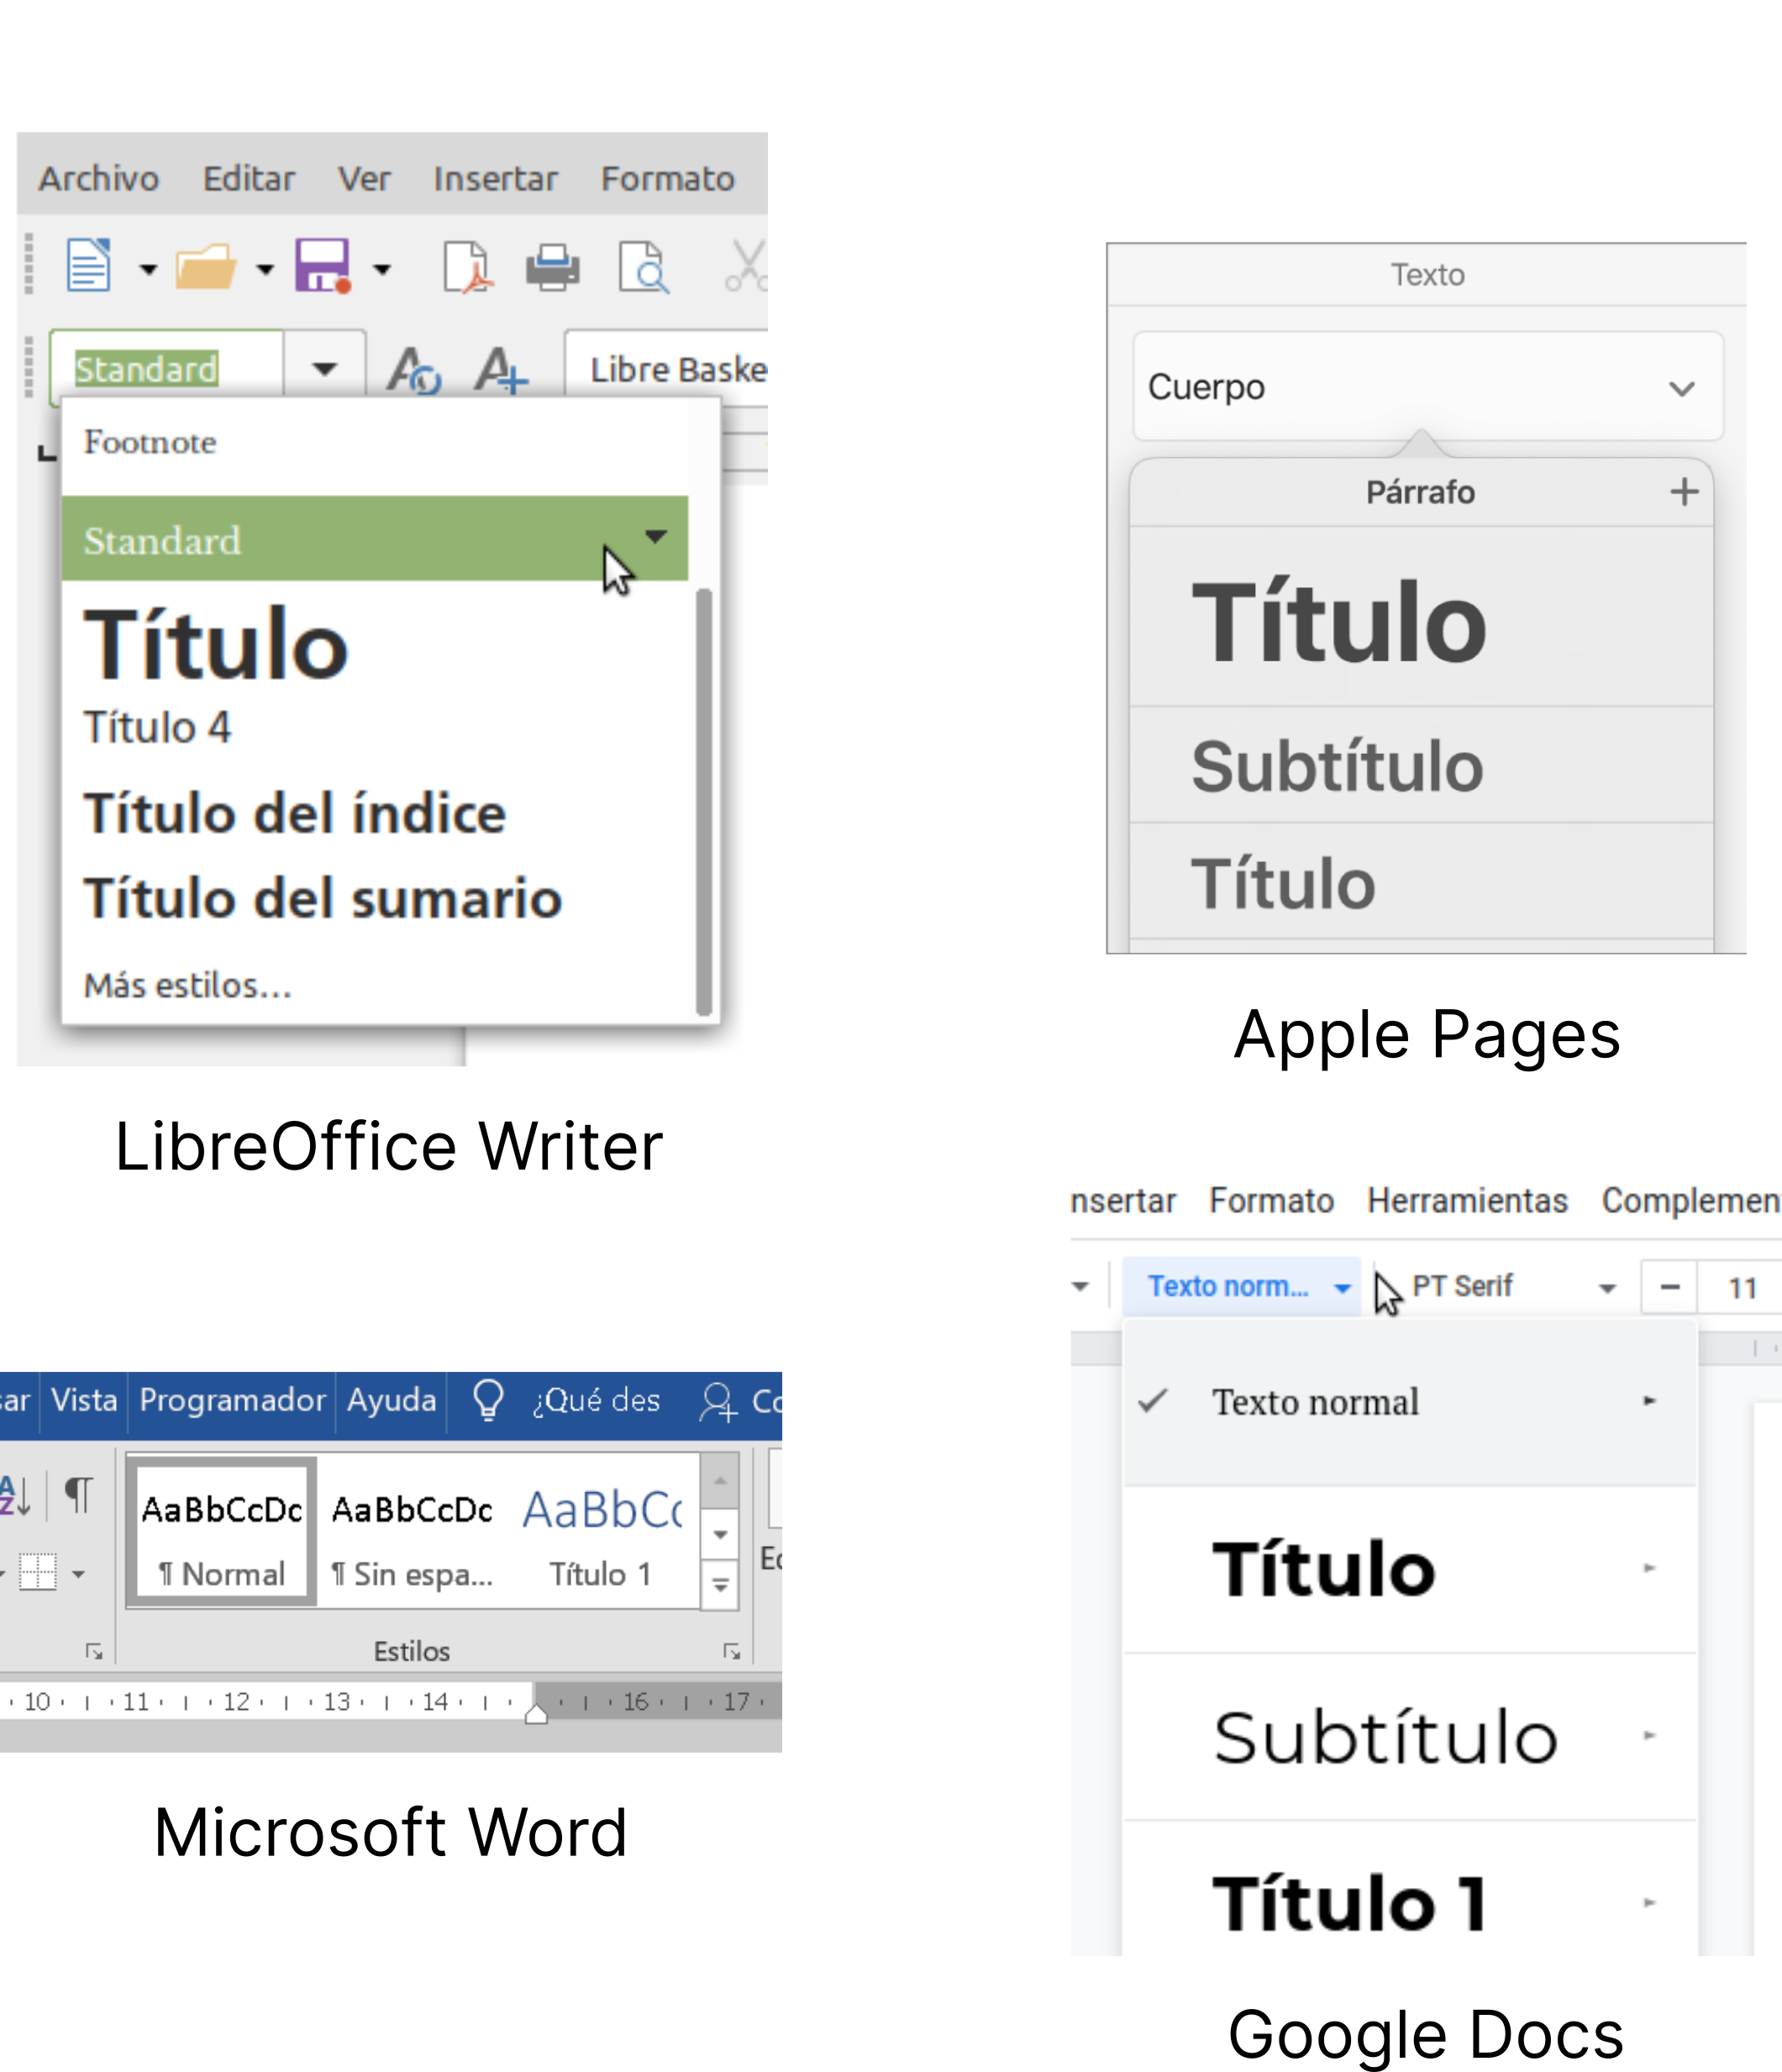 Archivo Editar Ver Insertar Formato
Standard Libre Baske
Footnote
Standard
Título
Título 4
Título del índice
Título del sumario
Más estilos...
LibreOffice Writer
Texto
Cuerpo
Párrafo
Título
Subtítulo
Título
Apple Pages
ar Vista Programador Ayuda ¿Qué des Co
AaBbCcDc AaBbCcDc AaBbCc
¶ Normal ¶ Sin espa... Título 1
Estilos
10 11 12 13 14 16 17
Microsoft Word
nsertar Formato Herramientas Complemen
Texto norm... PT Serif 11
Texto normal
Título
Subtítulo
Título 1
Google Docs